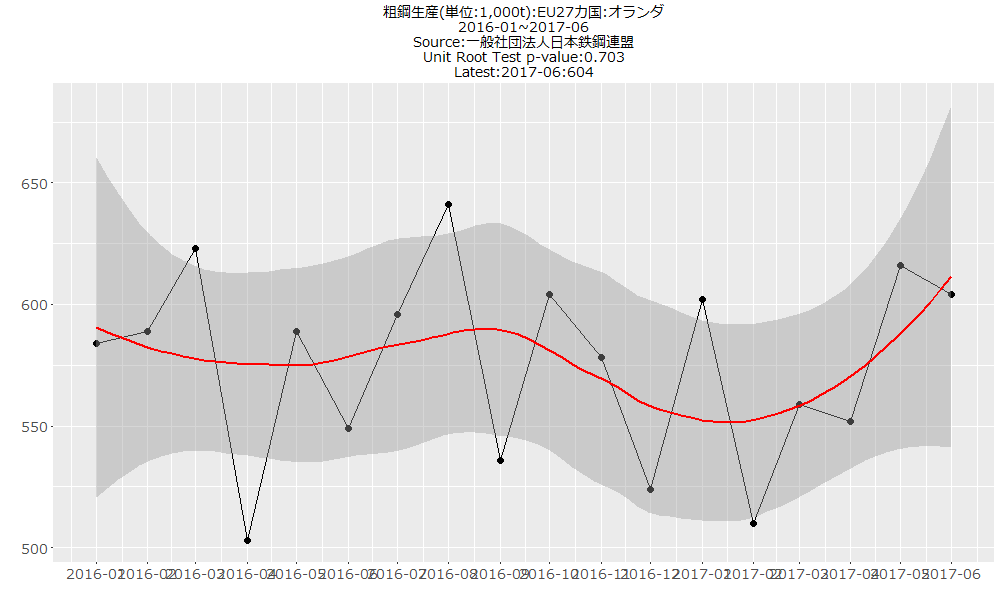 粗鋼生産(単位:1,000t):EU27カ国:オランダ
2016-01~2017-06
Source:一般社団法人日本鉄鋼連盟
Unit Root Test p-value:0.703
Latest:2017-06:604
650
600
550
500
2016-01 2016-02 2016-03 2016-04 2016-05 2016-06 2016-07 2016-08 2016-09 2016-10 2016-11 2016-12 2017-01 2017-02 2017-03 2017-04 2017-05 2017-06